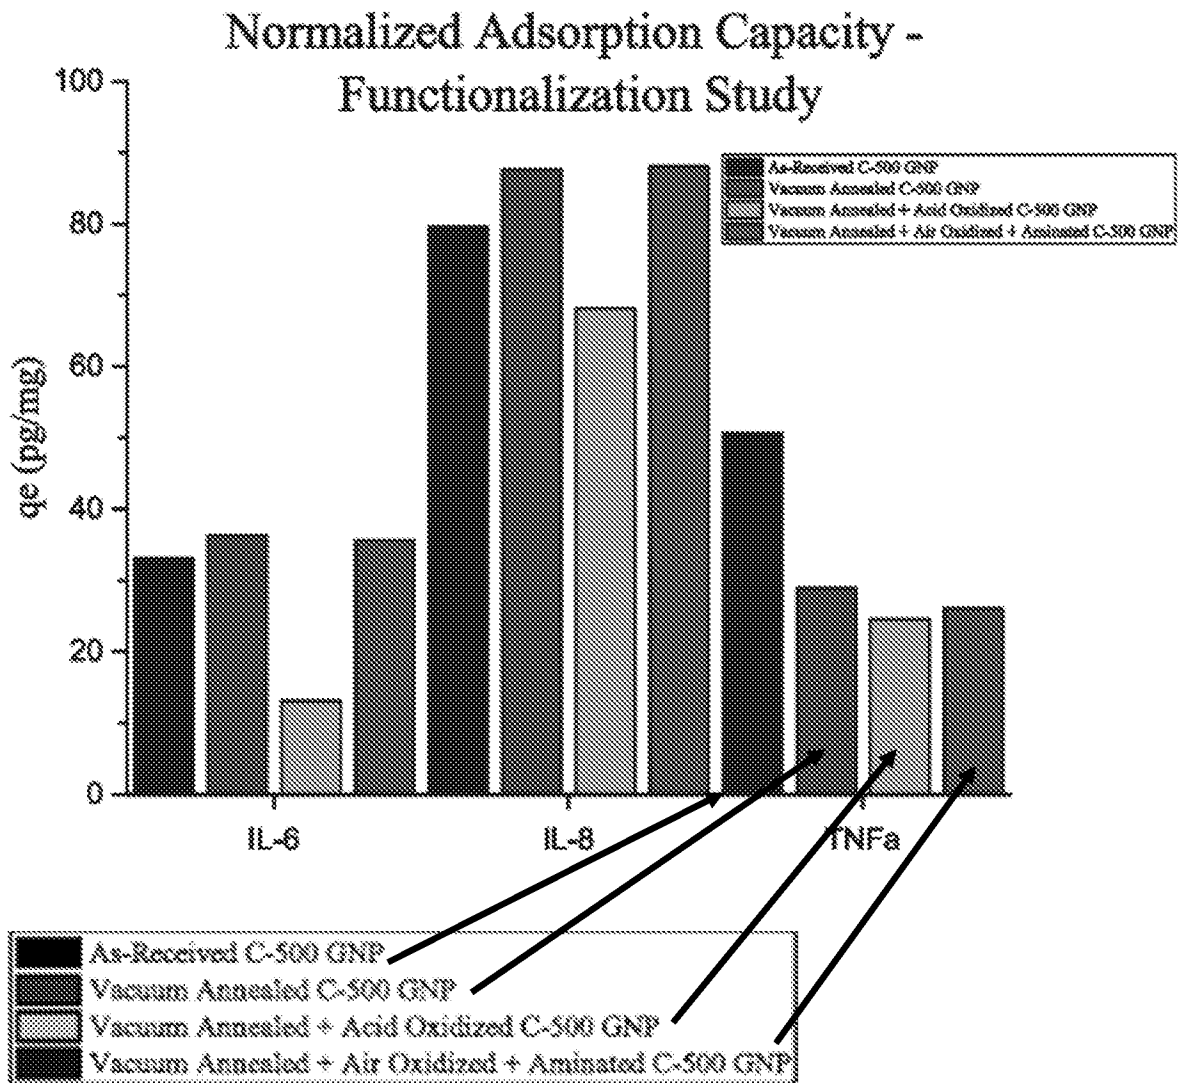 Normalized Adsorption Capacity -
Functionalization Study
As-Received C-500 GNP
Vacuum Annealed C-500 GNP
Vacuum Annealed + Acid Oxidized C-500 GNP
Vacuum Annealed + Air Oxidized + Aminated C-500 GNP
qe (pg/mg)
100
80
60
40
20
0
IL-6 IL-8 TNFa
As-Received C-500 GNP
Vacuum Annealed C-500 GNP
Vacuum Annealed + Acid Oxidized C-500 GNP
Vacuum Annealed + Air Oxidized + Aminated C-500 GNP